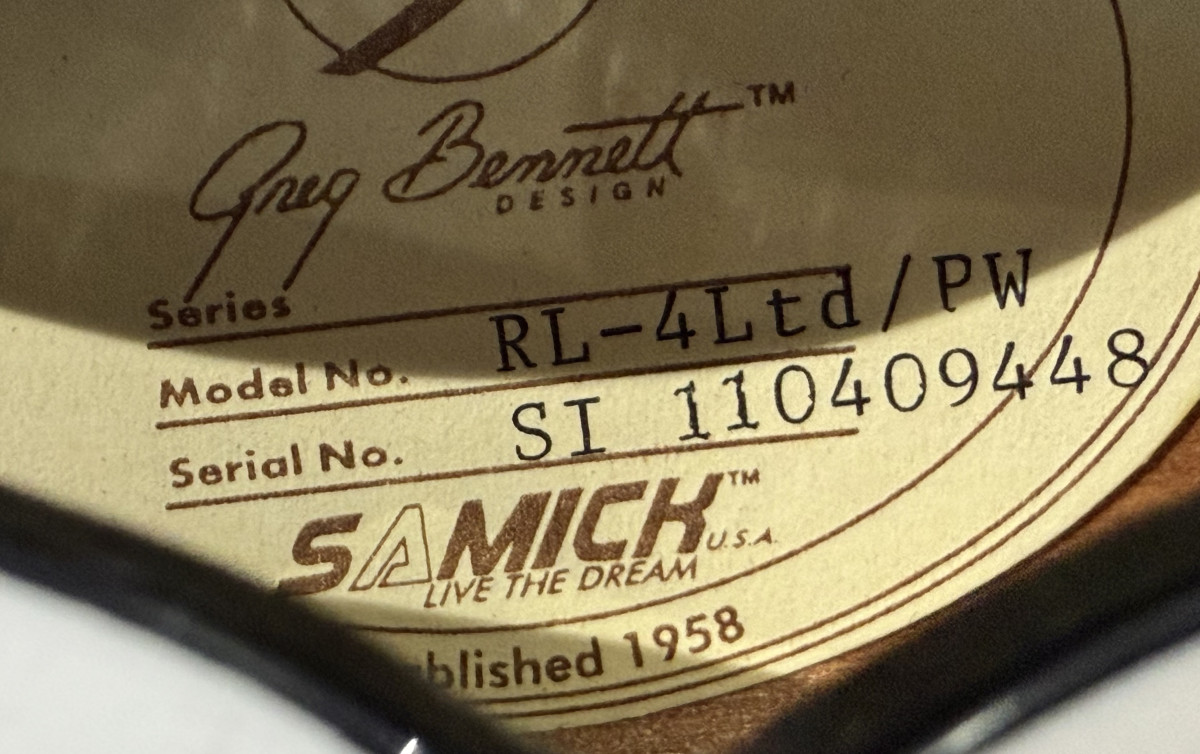 Greg Bennett™
DESIGN
Series
Model No. RL-4Ltd/PW
Serial No. SI 110409448
SAMICK™ U.S.A.
LIVE THE DREAM
blished 1958